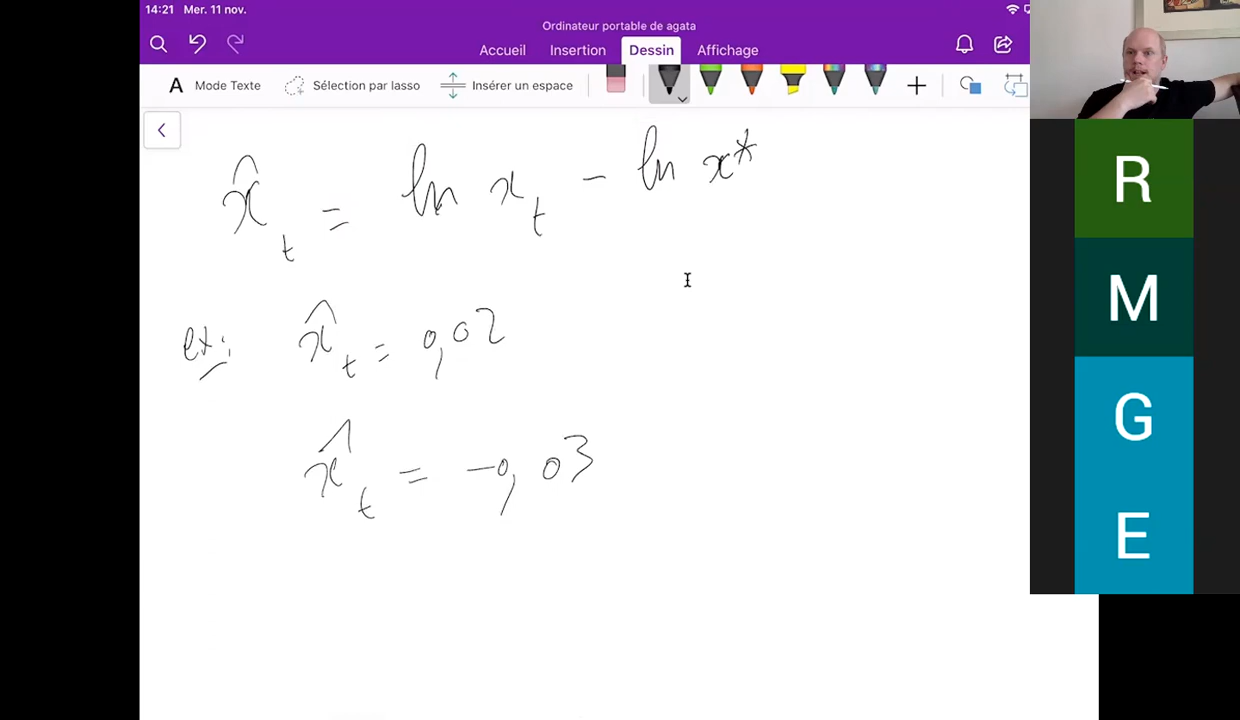 14:21 Mer. 11 nov.
Ordinateur portable de agata
Accueil Insertion Dessin Affichage
A Mode Texte Sélection par lasso Insérer un espace
x̂_t = ln x_t - ln x*
ex: x̂_t = 0,02
x̂_t = -0,03
R
M
G
E